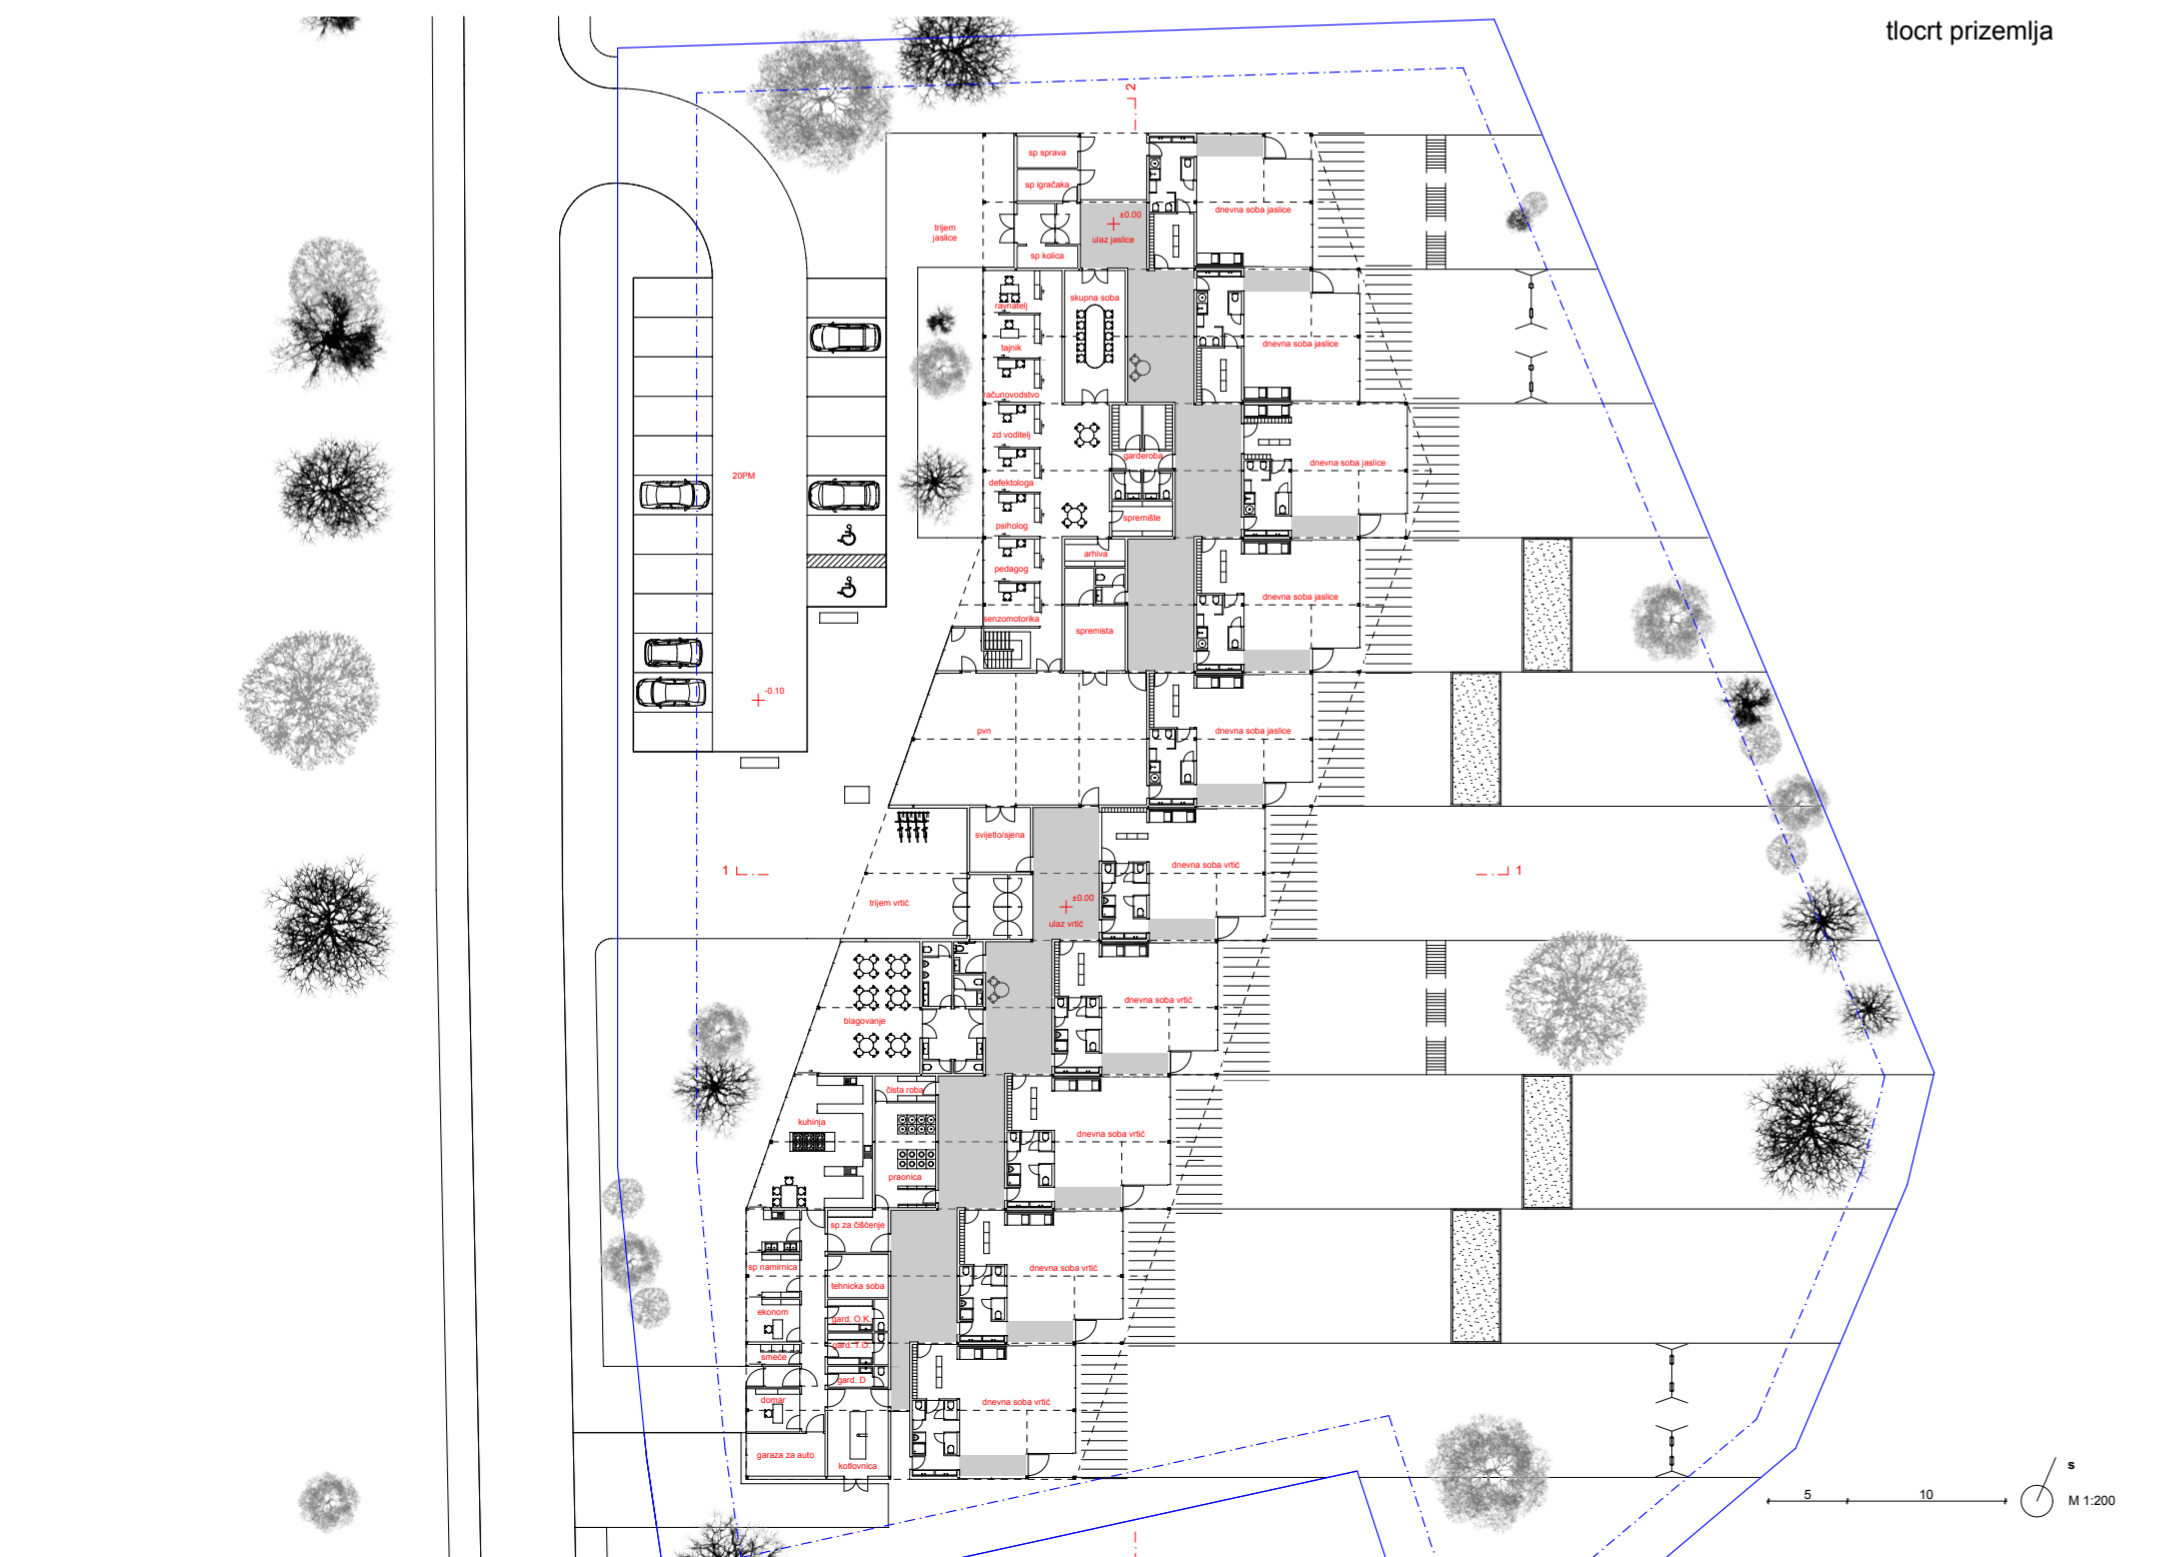 tlocrt prizemlja
2
sp sprava
sp igračaka
±0.00
dnevna soba jaslice
trijem
jaslice
ulaz jaslice
sp kolica
ravnatelj
skupna soba
tajnik
dnevna soba jaslice
računovodstvo
zd voditelj
garderoba
dnevna soba jaslice
20PM
defektologa
psiholog
spremište
arhiva
pedagog
dnevna soba jaslice
senzomotorika
spremista
-0.10
pvn
dnevna soba jaslice
svijetlo/sjena
dnevna soba vrtić
1
1
±0.00
trijem vrtić
ulaz vrtić
dnevna soba vrtić
blagovanje
čista roba
kuhinja
dnevna soba vrtić
praonica
sp za čišćenje
sp namirnica
dnevna soba vrtić
tehnicka soba
ekonom
gard. O.K.
gard. T.O.
smeće
gard. D
domar
dnevna soba vrtić
garaza za auto
kotlovnica
s
5
10
M 1:200